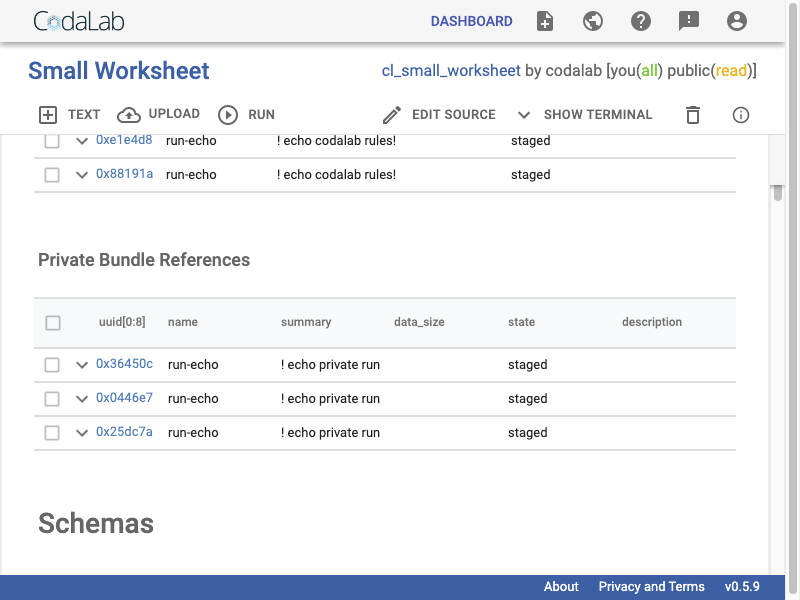 CodaLab DASHBOARD
Small Worksheet cl_small_worksheet by codalab [you(all) public(read)]
TEXT UPLOAD RUN EDIT SOURCE SHOW TERMINAL
0xe1e4d8 run-echo ! echo codalab rules! staged
0x88191a run-echo ! echo codalab rules! staged
Private Bundle References
uuid[0:8] name summary data_size state description
0x36450c run-echo ! echo private run staged
0x0446e7 run-echo ! echo private run staged
0x25dc7a run-echo ! echo private run staged
Schemas
About Privacy and Terms v0.5.9